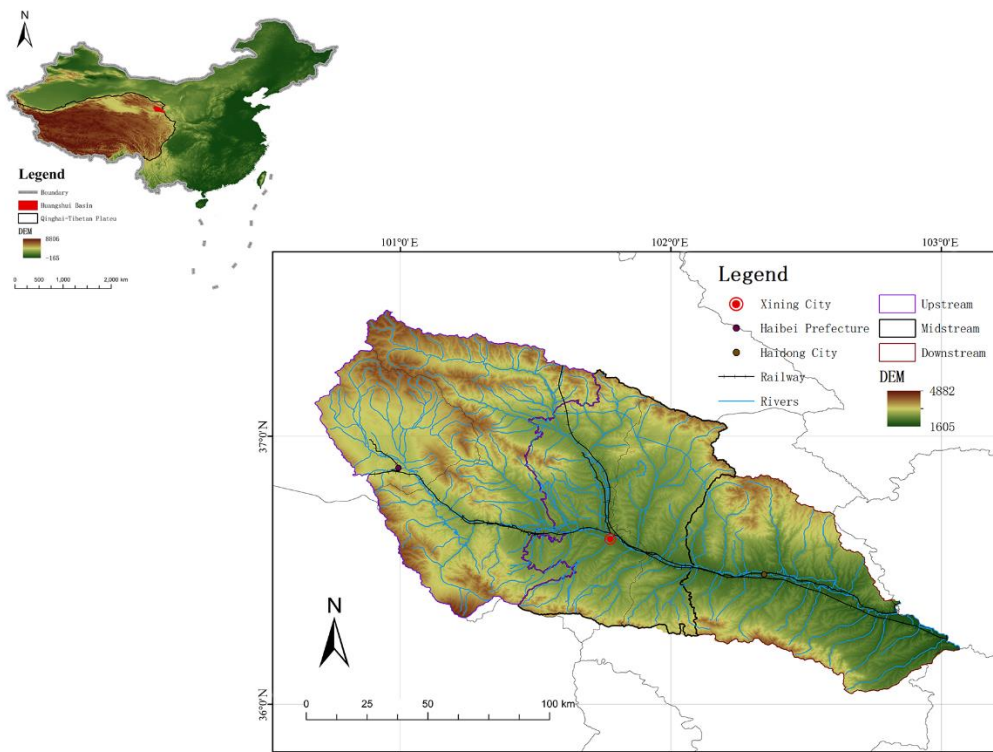 N
Legend
Boundary
Huangshui Basin
Qinghai-Tibetan Plateu
DEM
8806
-165
0 500 1,000 2,000 km
101°0'E 102°0'E 103°0'E
37°0'N
36°0'N
Legend
Xining City
Haibei Prefecture
Haidong City
Railway
Rivers
Upstream
Midstream
Downstream
DEM
4882
1605
N
0 25 50 100 km